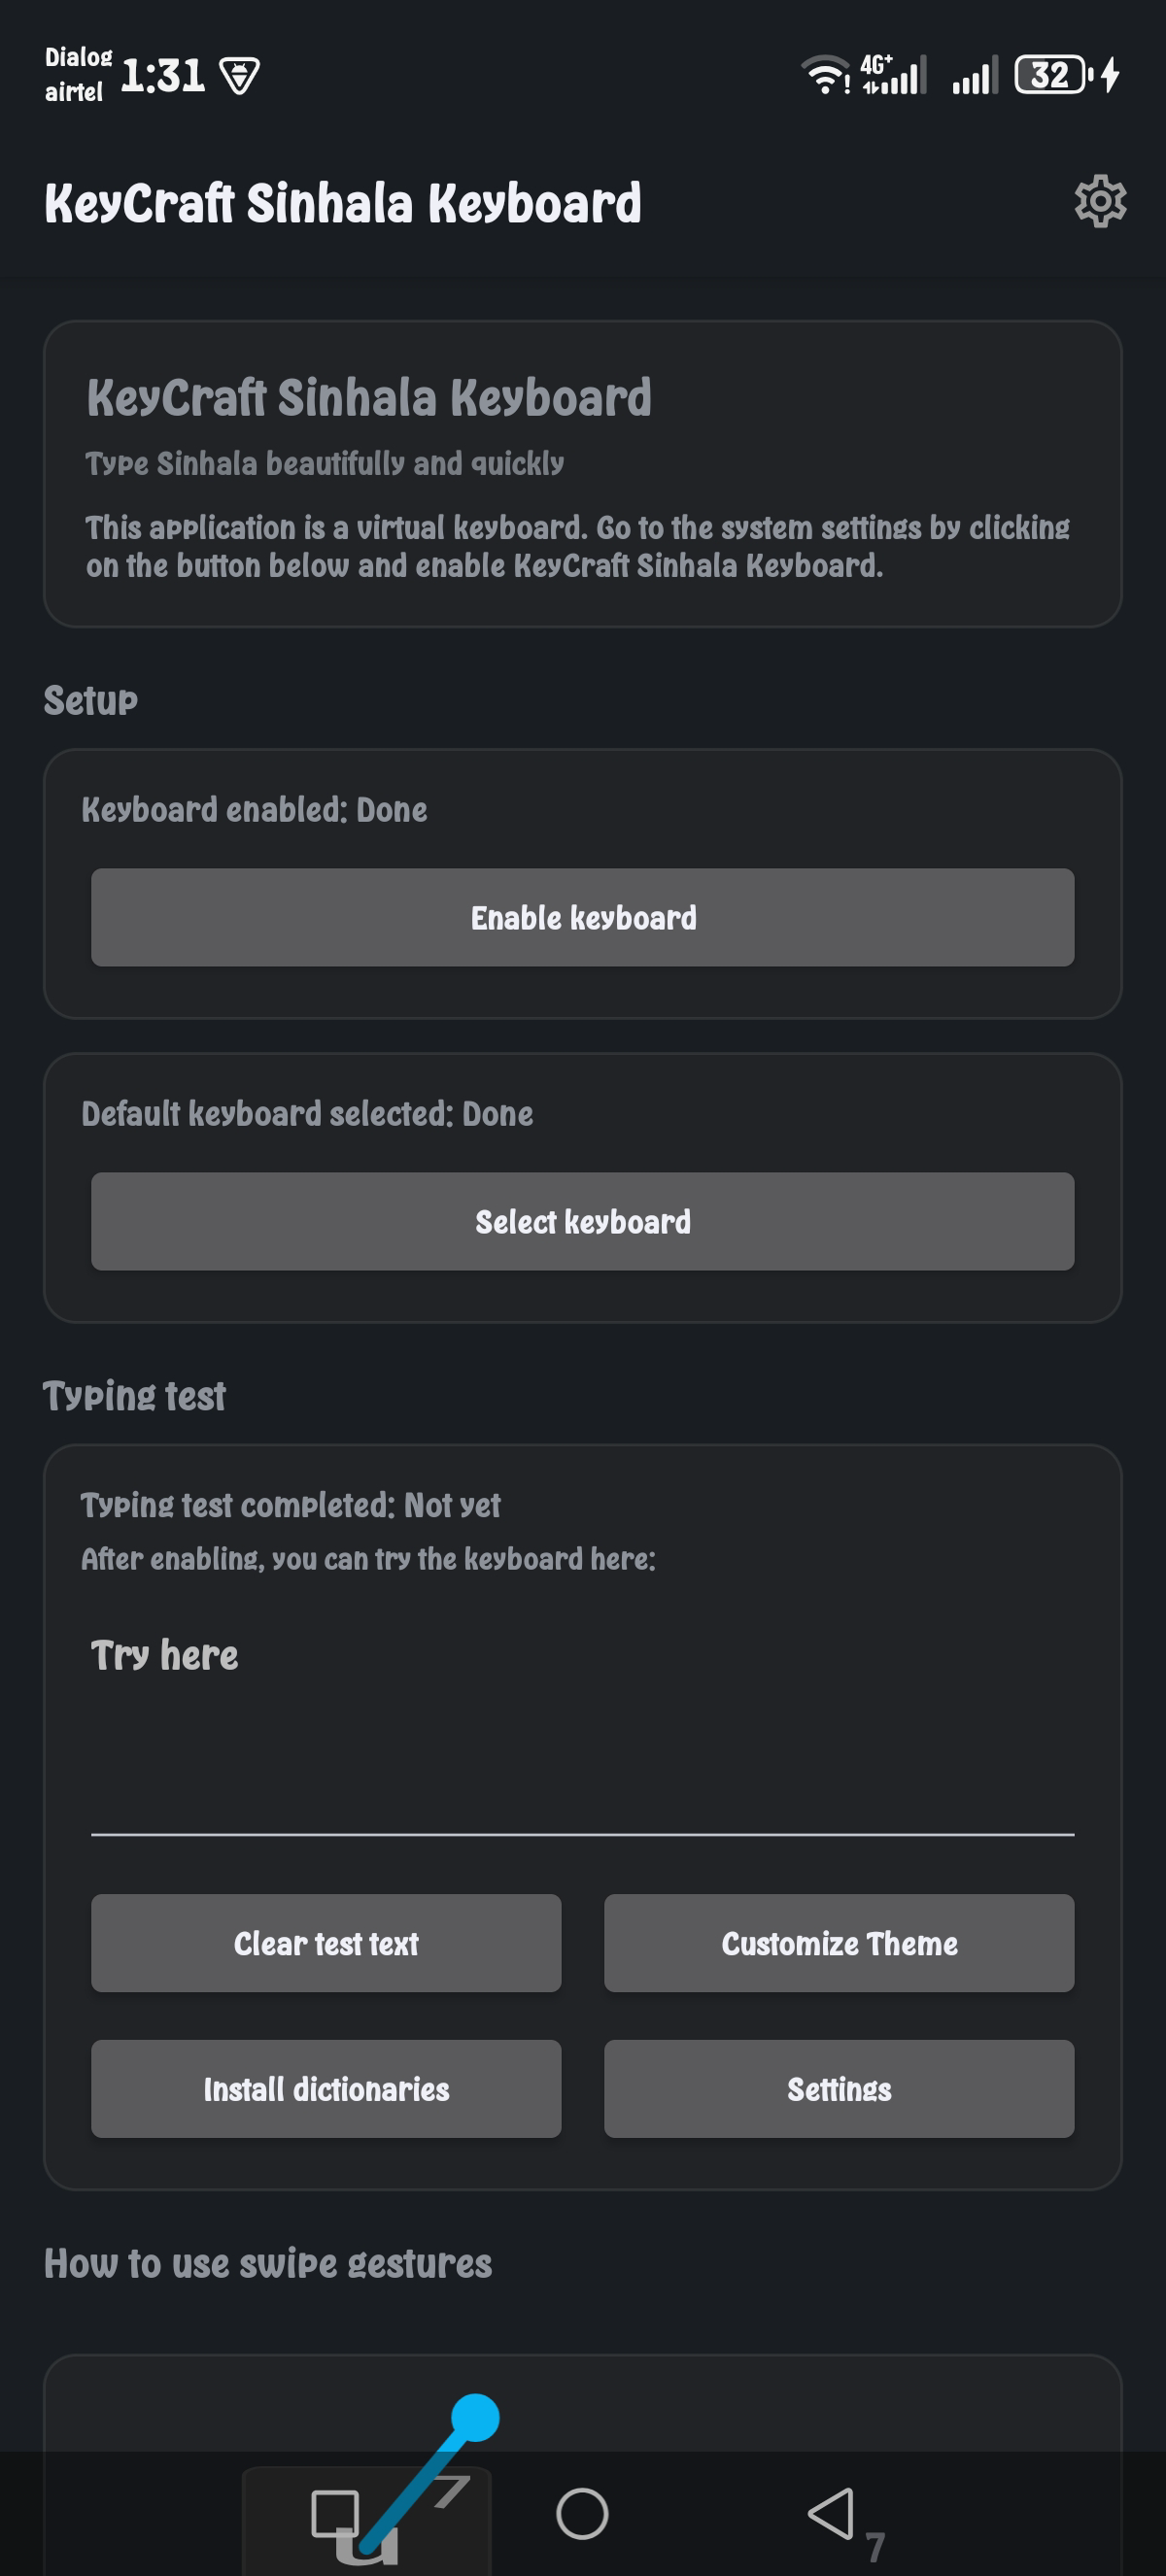 Dialog
airtel
1:31
4G+
32
KeyCraft Sinhala Keyboard
KeyCraft Sinhala Keyboard
Type Sinhala beautifully and quickly
This application is a virtual keyboard. Go to the system settings by clicking
on the button below and enable KeyCraft Sinhala Keyboard.
Setup
Keyboard enabled: Done
Enable keyboard
Default keyboard selected: Done
Select keyboard
Typing test
Typing test completed: Not yet
After enabling, you can try the keyboard here:
Try here
Clear test text
Customize Theme
Install dictionaries
Settings
How to use swipe gestures
7
u
7